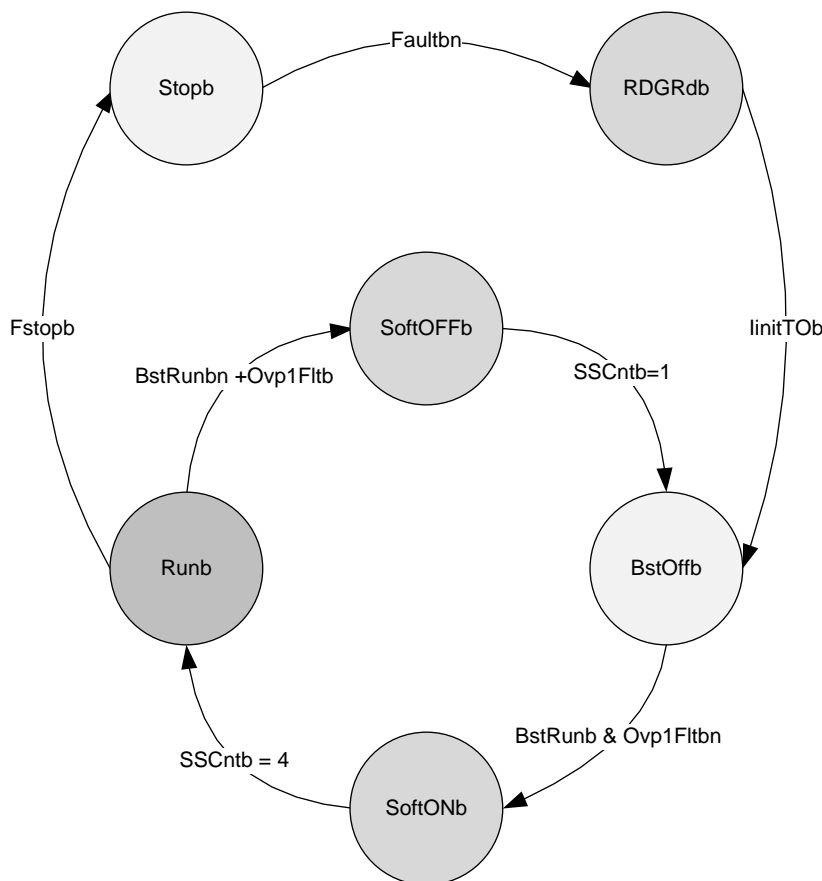 Faultbn
Stopb
RDGRdb
Fstopb
SoftOFFb
IinitTOb
BstRunbn +Ovp1Fltb
SSCntb=1
Runb
BstOffb
BstRunb & Ovp1Fltbn
SSCntb = 4
SoftONb